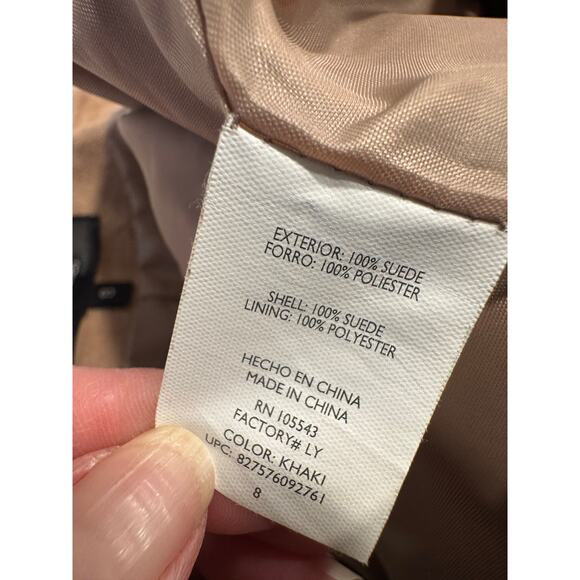 EXTERIOR: 100% SUEDE
FORRO: 100% POLIESTER
SHELL: 100% SUEDE
LINING: 100% POLYESTER
HECHO EN CHINA
MADE IN CHINA
RN 105543
FACTORY# LY
COLOR: KHAKI
UPC: 827576092761
8